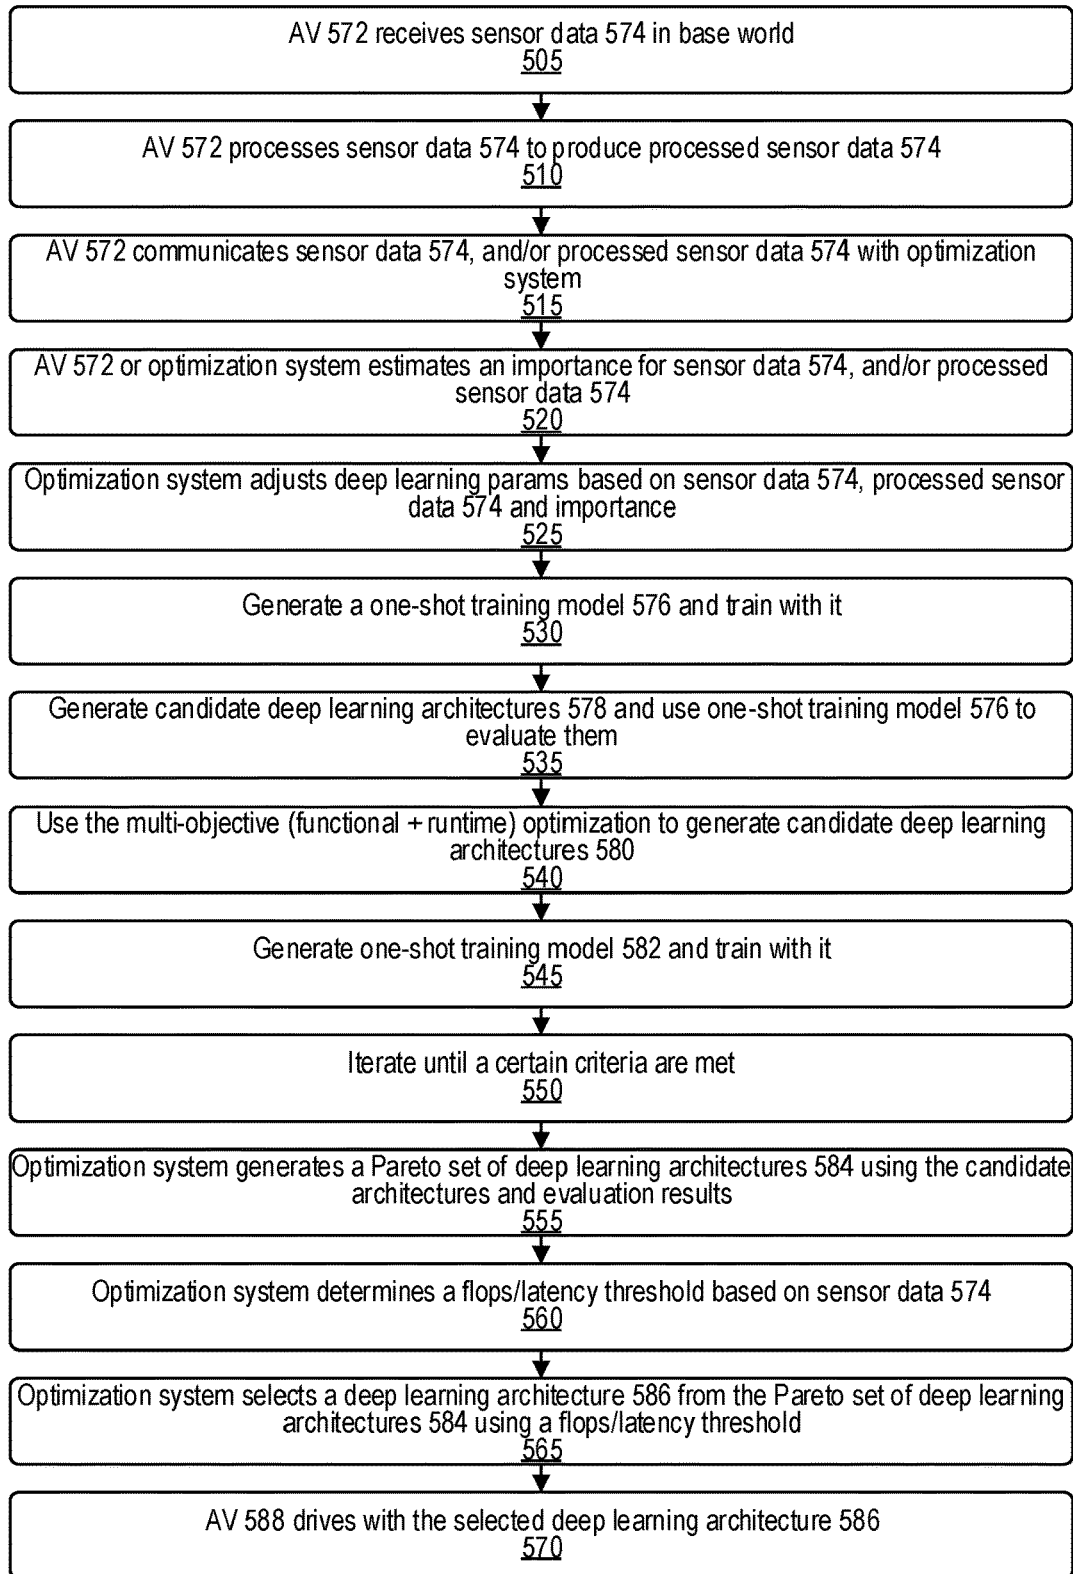 AV 572 receives sensor data 574 in base world
505
AV 572 processes sensor data 574 to produce processed sensor data 574
510
AV 572 communicates sensor data 574, and/or processed sensor data 574 with optimization
system
515
AV 572 or optimization system estimates an importance for sensor data 574, and/or processed
sensor data 574
520
Optimization system adjusts deep learning params based on sensor data 574, processed sensor
data 574 and importance
525
Generate a one-shot training model 576 and train with it
530
Generate candidate deep learning architectures 578 and use one-shot training model 576 to
evaluate them
535
Use the multi-objective (functional + runtime) optimization to generate candidate deep learning
architectures 580
540
Generate one-shot training model 582 and train with it
545
Iterate until a certain criteria are met
550
Optimization system generates a Pareto set of deep learning architectures 584 using the candidate
architectures and evaluation results
555
Optimization system determines a flops/latency threshold based on sensor data 574
560
Optimization system selects a deep learning architecture 586 from the Pareto set of deep learning
architectures 584 using a flops/latency threshold
565
AV 588 drives with the selected deep learning architecture 586
570